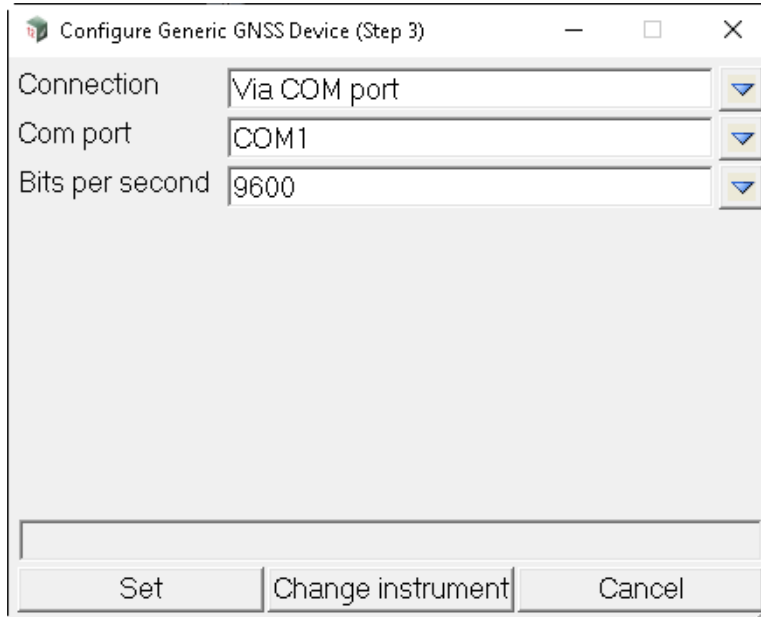 Configure Generic GNSS Device (Step 3)
Connection Via COM port
Com port COM1
Bits per second 9600
Set Change instrument Cancel